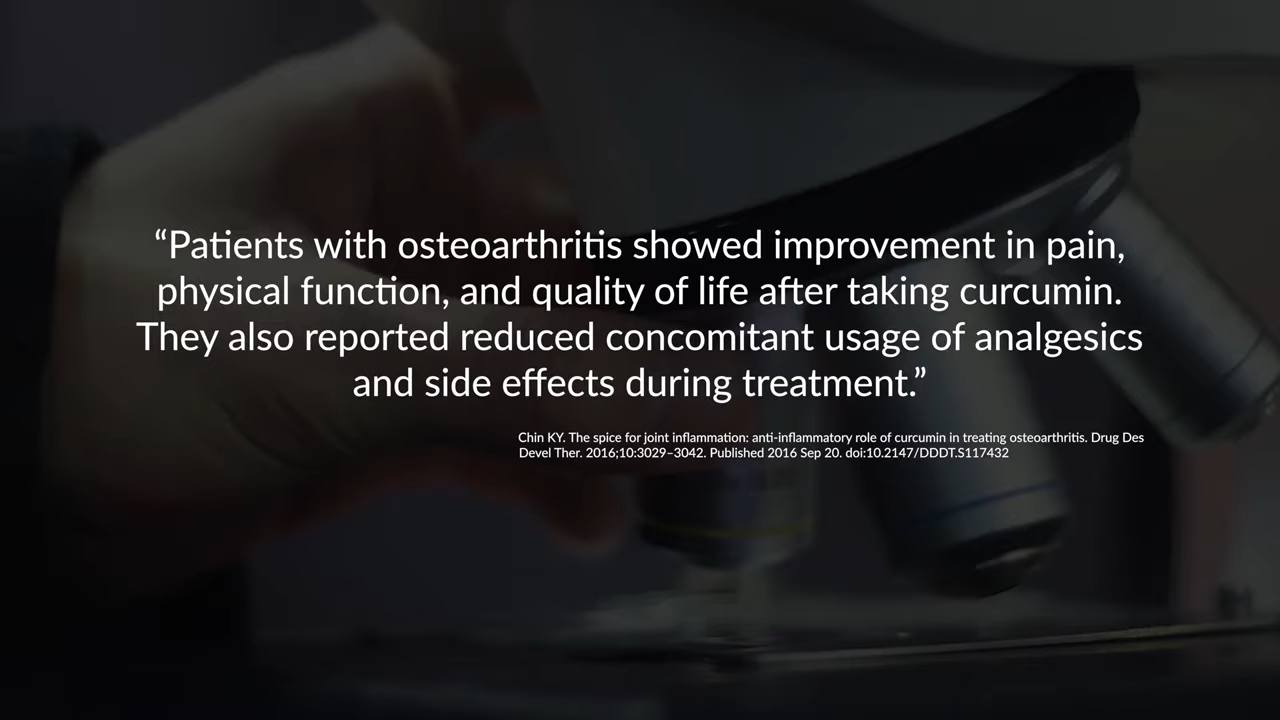 “Patients with osteoarthritis showed improvement in pain,
physical function, and quality of life after taking curcumin.
They also reported reduced concomitant usage of analgesics
and side effects during treatment.”
Chin KY. The spice for joint inflammation: anti-inflammatory role of curcumin in treating osteoarthritis. Drug Des
Devel Ther. 2016;10:3029–3042. Published 2016 Sep 20. doi:10.2147/DDDT.S117432